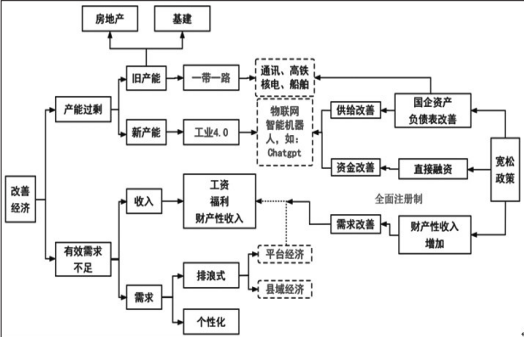 房地产
基建
旧产能
一带一路
通讯、高铁
核电、船舶
国企资产
负债表改善
供给改善
产能过剩
新产能
工业4.0
物联网
智能机器
人，如：
Chatgpt
宽松
政策
资金改善
直接融资
改善
经济
全面注册制
收入
工资
福利
财产性收入
需求改善
财产性收入
增加
有效需求
不足
平台经济
需求
排浪式
县域经济
个性化